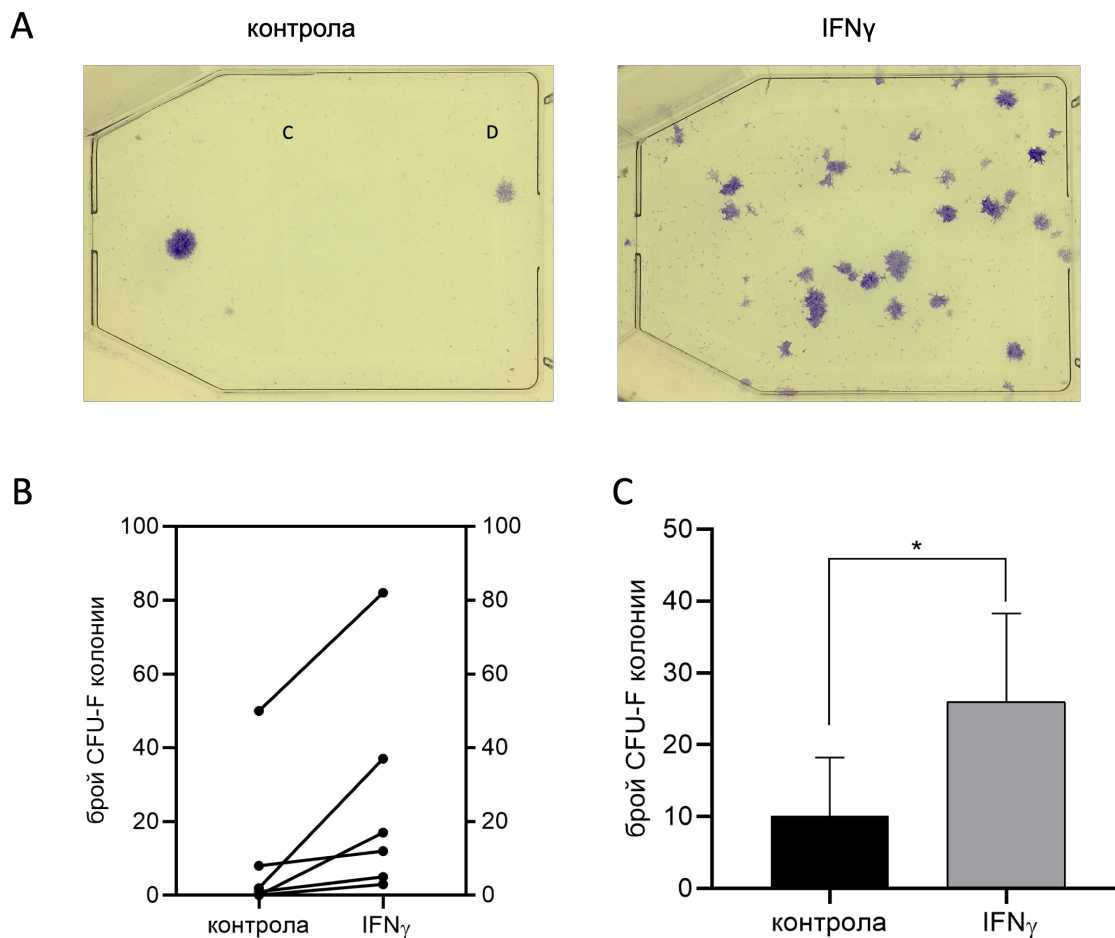 A
контрола
IFNγ
C
D
B
C
100
80
60
40
20
0
100
80
60
40
20
0
брой CFU-F колонии
контрола
IFNγ
50
40
30
20
10
0
брой CFU-F колонии
*
контрола
IFNγ